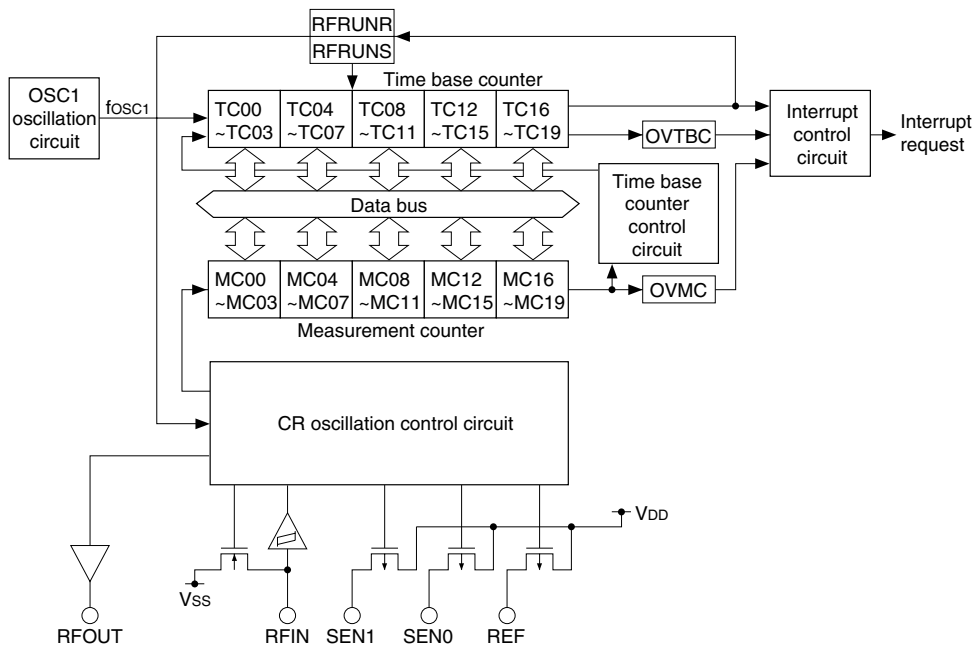 RFRUNR
RFRUNS
Time base counter
OSC1
oscillation
circuit
fOSC1
TC00
~TC03
TC04
~TC07
TC08
~TC11
TC12
~TC15
TC16
~TC19
OVTBC
Interrupt
control
circuit
Interrupt
request
Time base
counter
control
circuit
Data bus
MC00
~MC03
MC04
~MC07
MC08
~MC11
MC12
~MC15
MC16
~MC19
OVMC
Measurement counter
CR oscillation control circuit
VDD
VSS
RFOUT
RFIN
SEN1
SEN0
REF